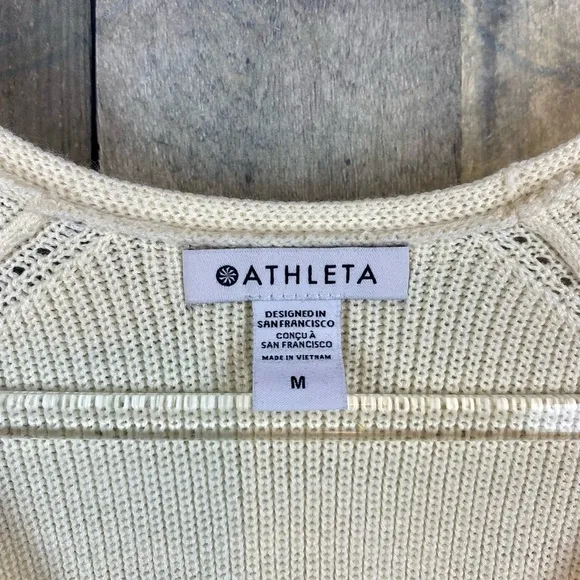 ATHLETA
DESIGNED IN
SAN FRANCISCO
CONÇU À
SAN FRANCISCO
MADE IN VIETNAM
M